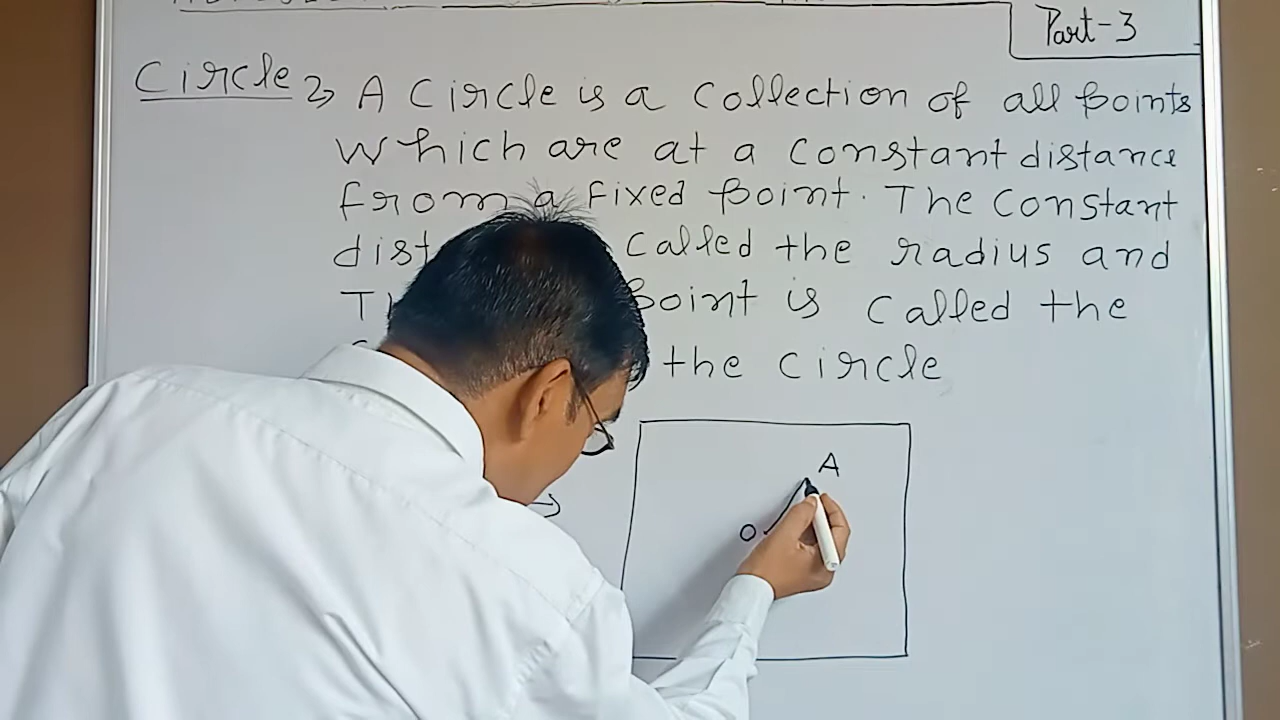 Part-3
Circle → A Circle is a Collection of all points
Which are at a Constant distance
from a fixed point. The Constant
dist called the radius and
Th point is called the
the circle
A
O